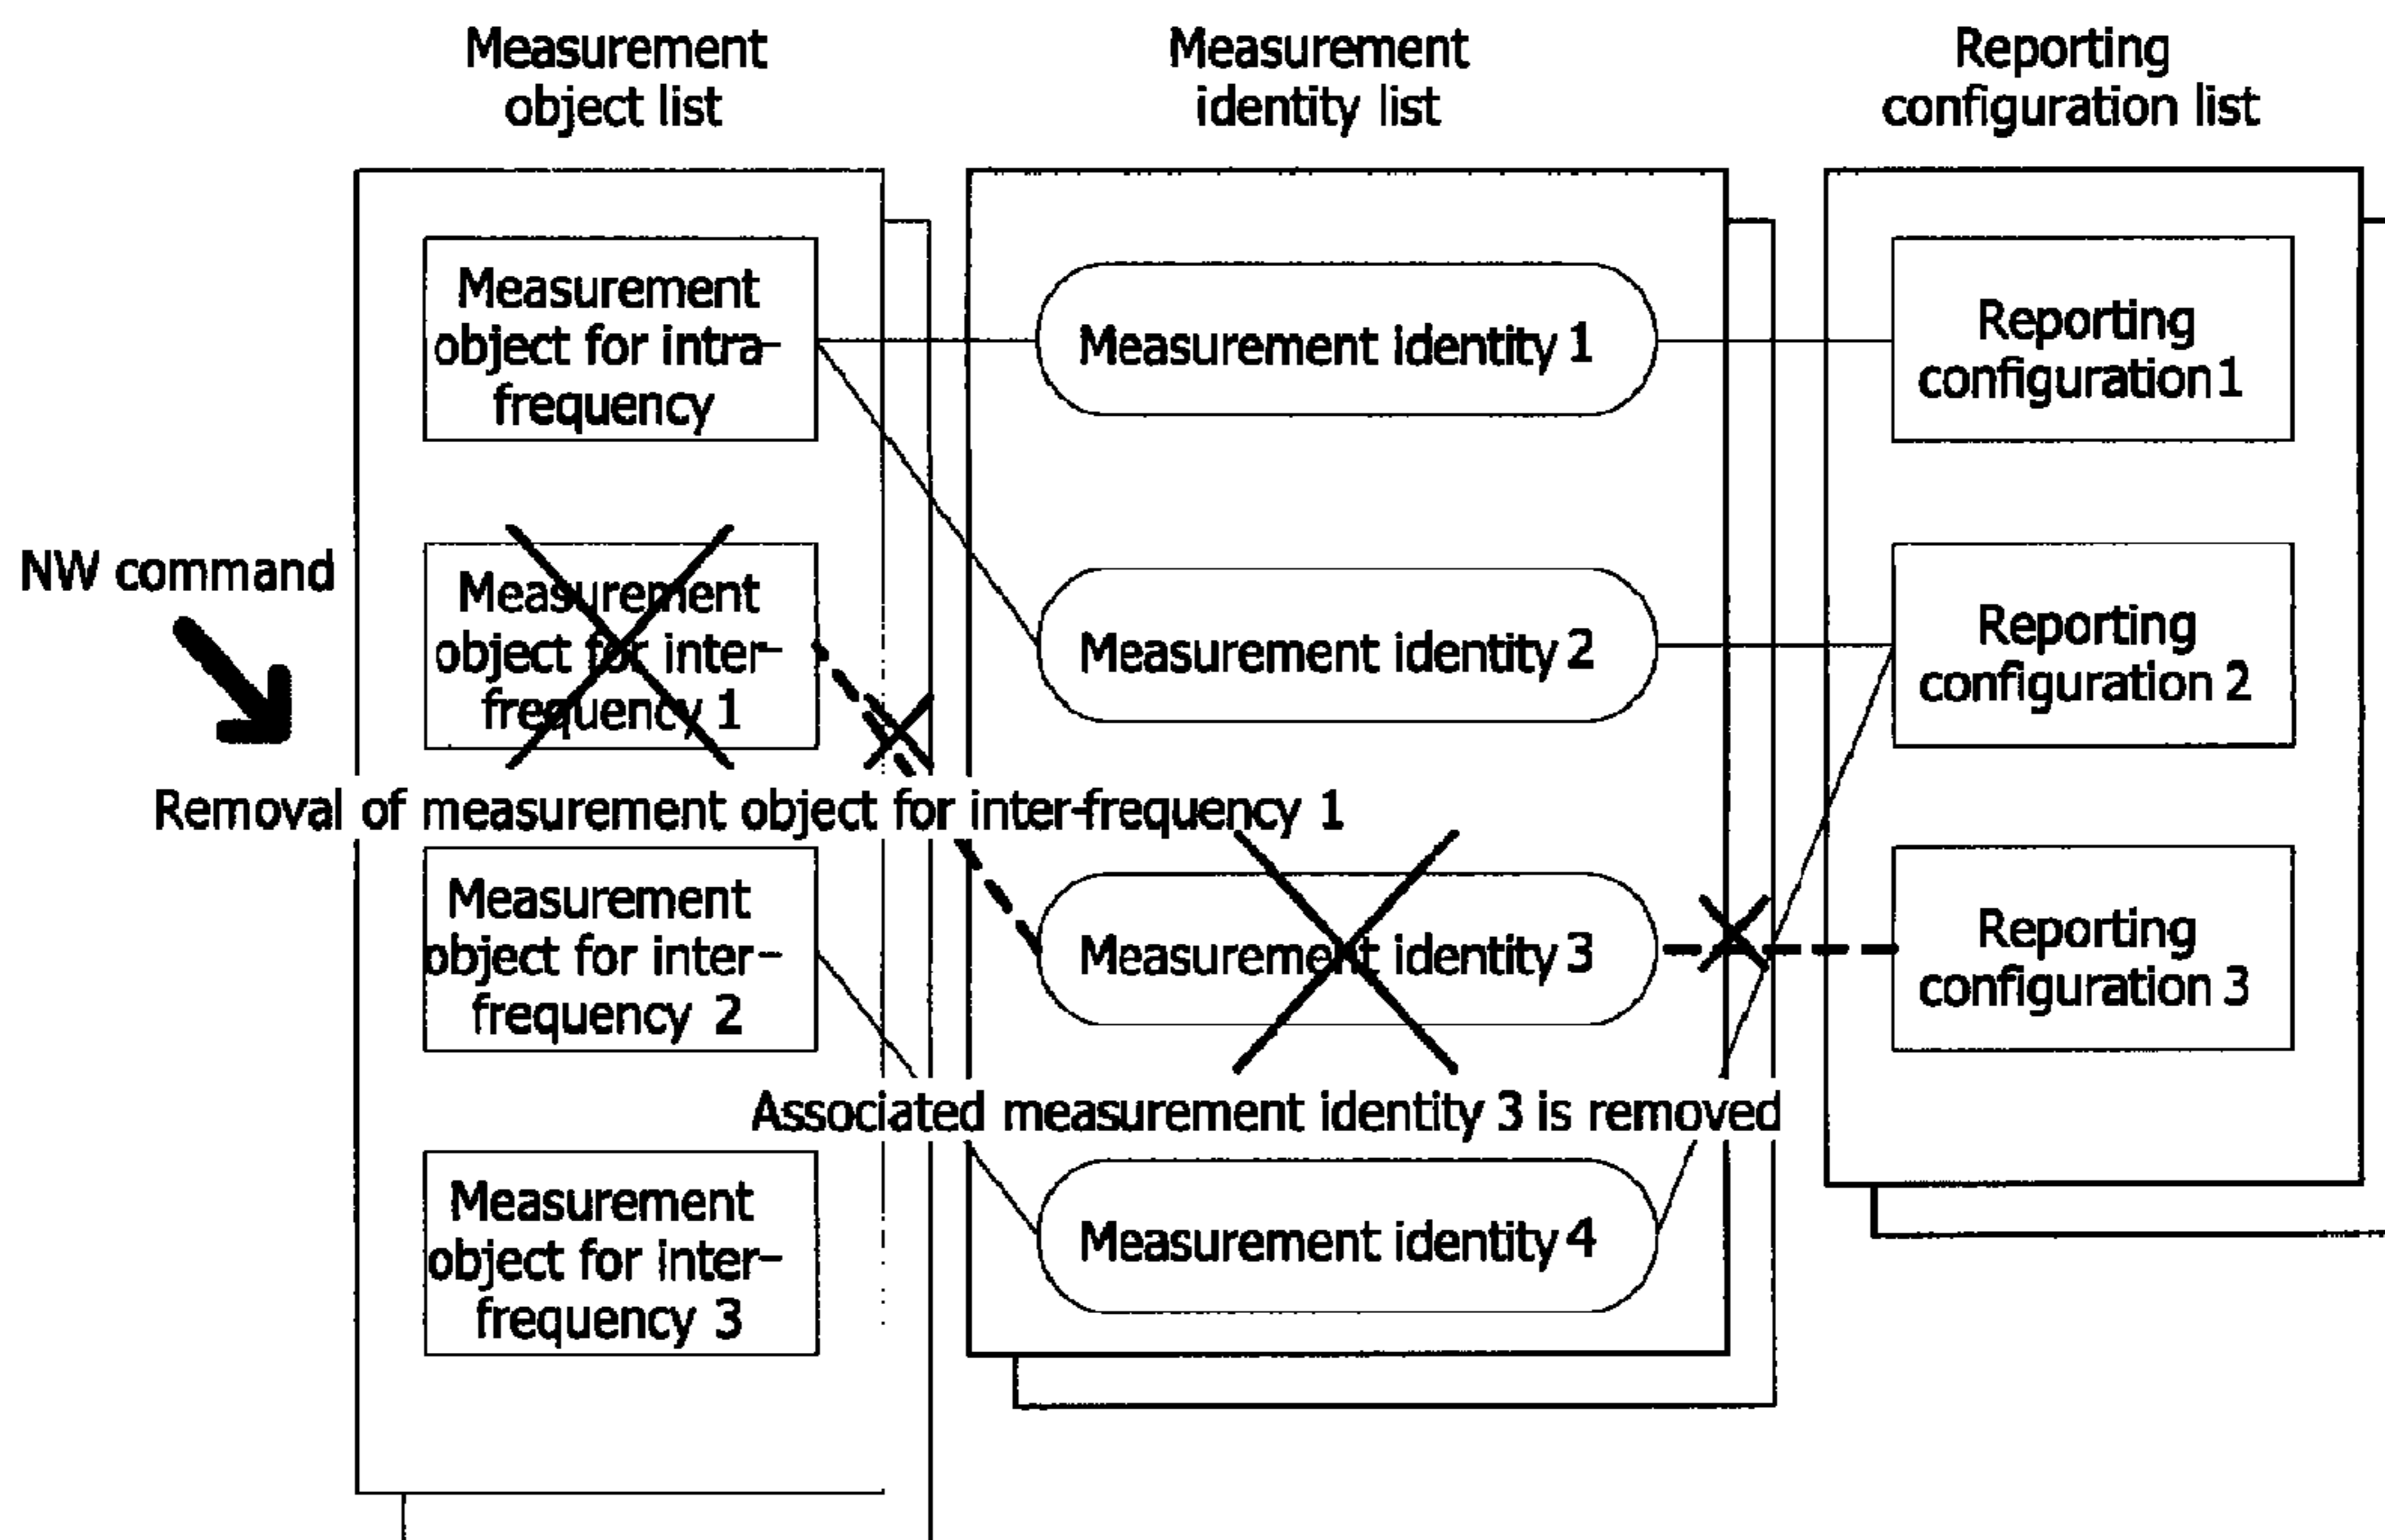 Measurement
object list
Measurement
identity list
Reporting
configuration list
Measurement
object for intra-
frequency
Measurement identity 1
Reporting
configuration 1
NW command
Measurement
object for inter-
frequency 1
Measurement identity 2
Reporting
configuration 2
Removal of measurement object for inter-frequency 1
Measurement
object for inter-
frequency 2
Measurement identity 3
Reporting
configuration 3
Associated measurement identity 3 is removed
Measurement
object for inter-
frequency 3
Measurement identity 4